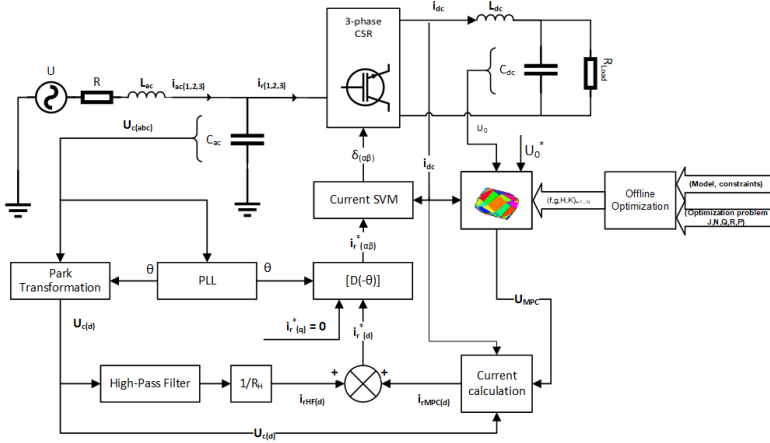 3-phase
CSR
i_dc
L_dc
U
R
L_ac
i_ac(1,2,3)
i_r(1,2,3)
C_dc
R_Load
U_c(abc)
C_ac
U_0
U_0*
δ_(αβ)
i_dc
Current SVM
(f,g,H,K)_=1...N
Offline
Optimization
(Model, constraints)
(Optimization problem
J,N,Q,R,P)
i_r*_(αβ)
Park
Transformation
θ
PLL
θ
[D(-θ)]
U_MPC
U_c(d)
i_r*_(q) = 0
i_r*_(d)
High-Pass Filter
1/R_H
+
+
i_rHF(d)
i_rMPC(d)
Current
calculation
U_c(d)